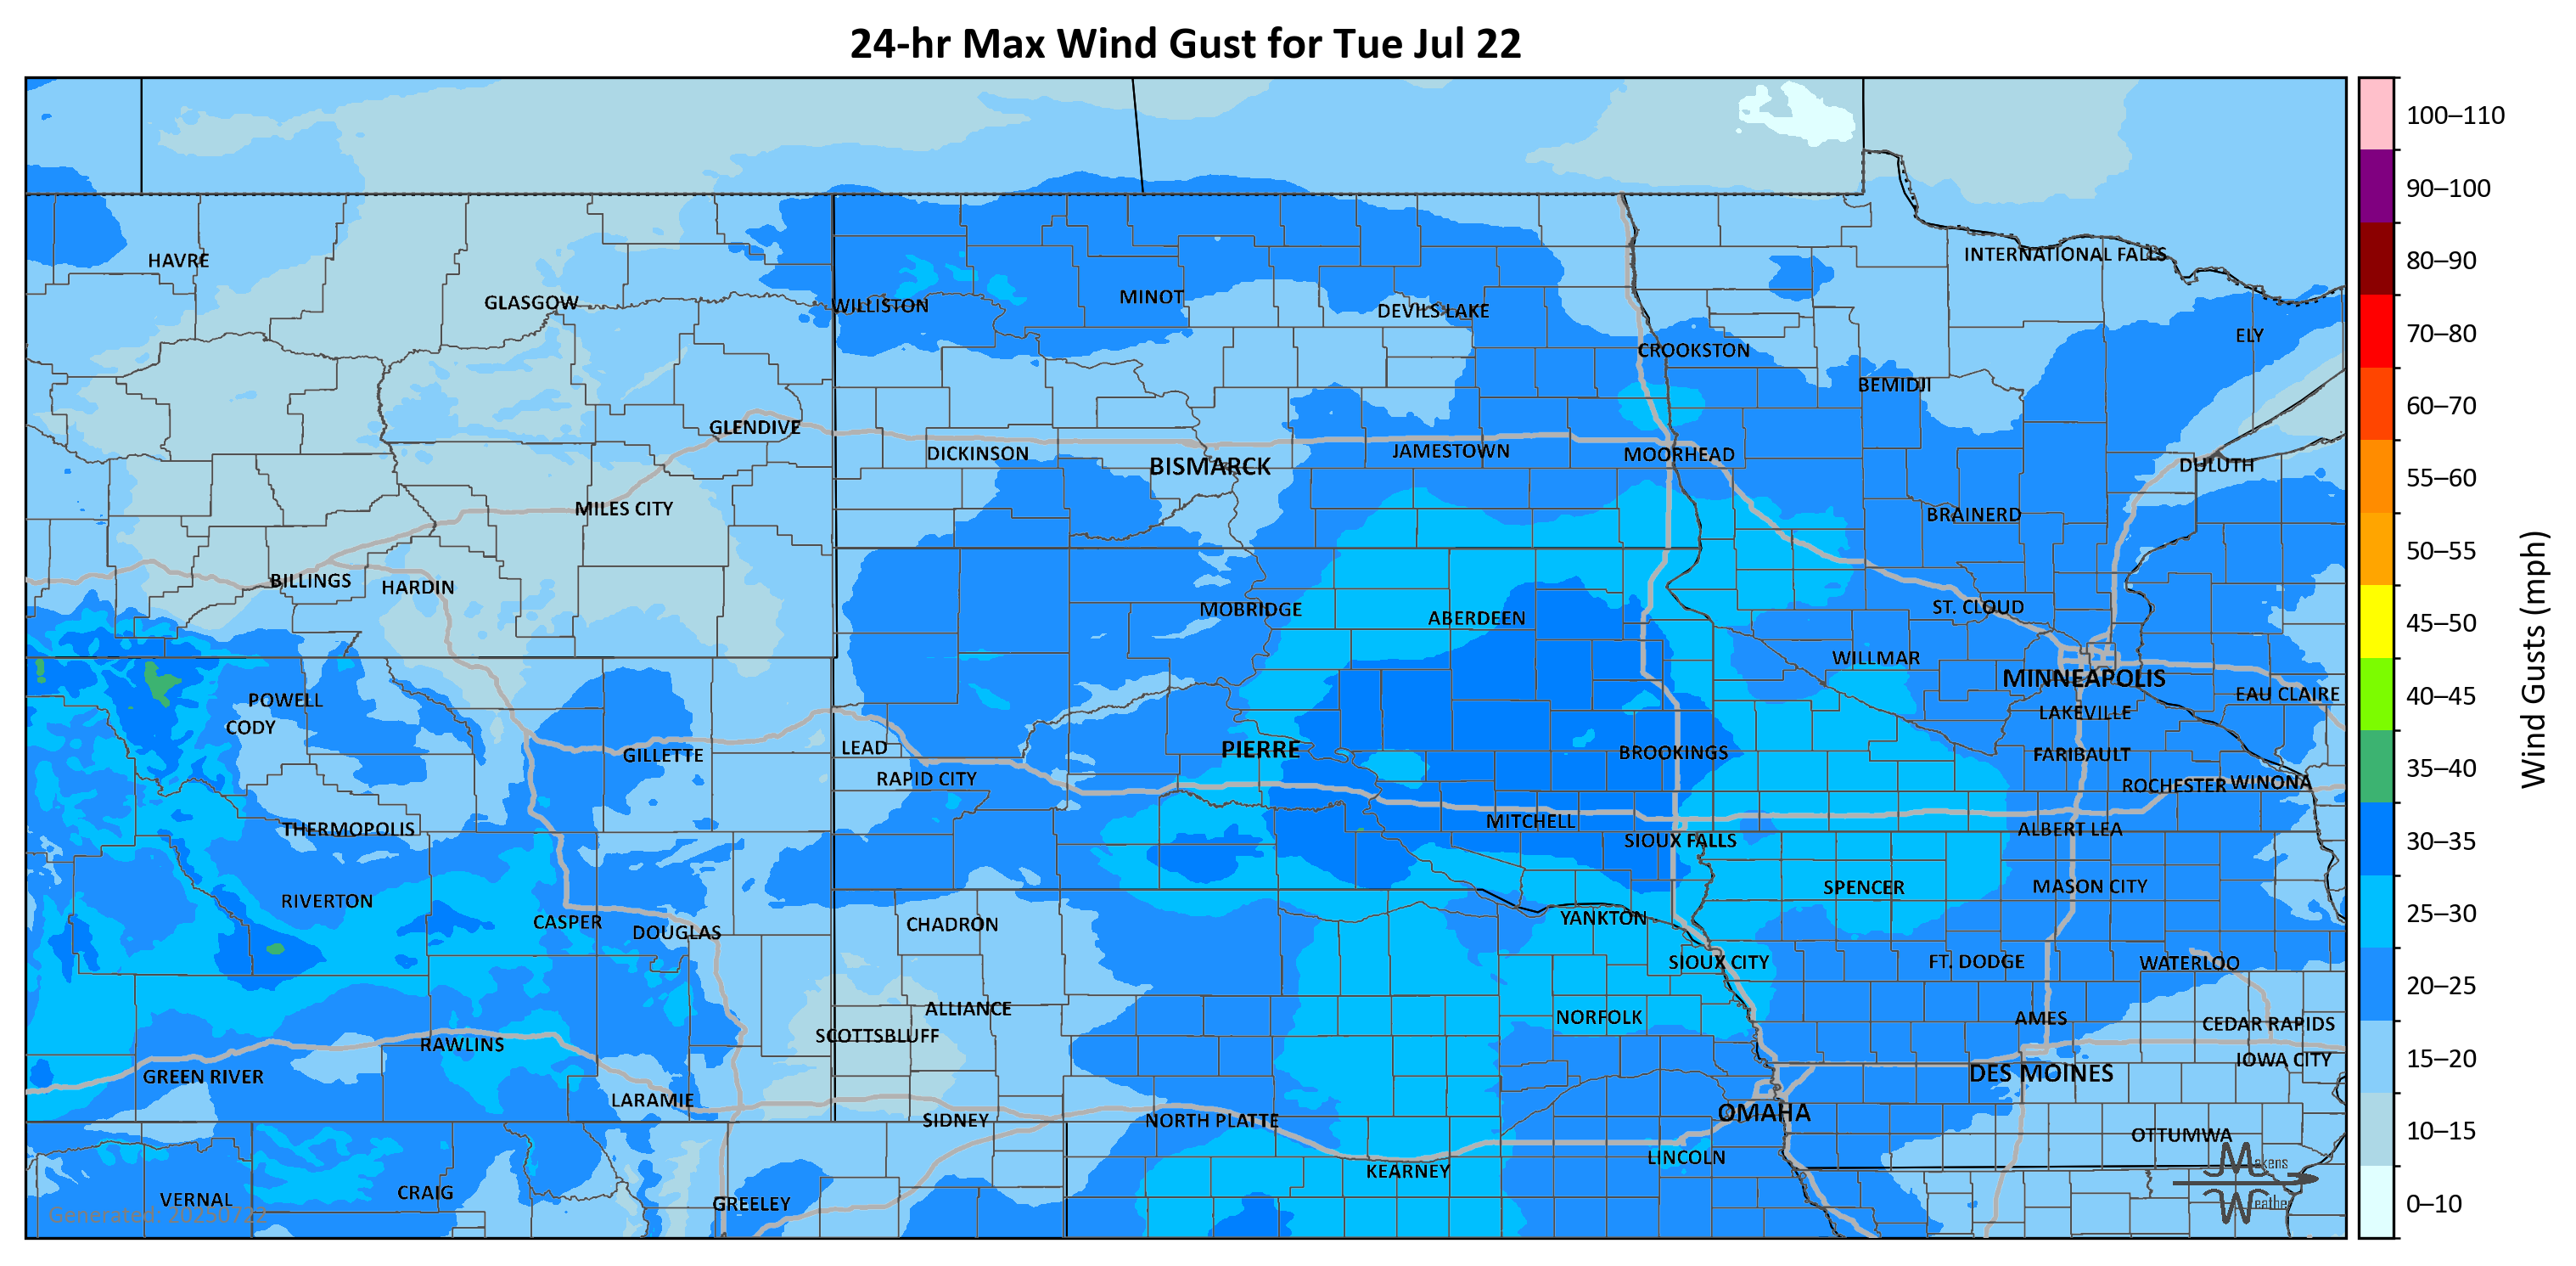 24-hr Max Wind Gust for Tue Jul 22
HAVRE
INTERNATIONAL FALLS
GLASGOW
WILLISTON
MINOT
DEVILS LAKE
ELY
CROOKSTON
BEMIDJI
GLENDIVE
DICKINSON
BISMARCK
JAMESTOWN
MOORHEAD
DULUTH
MILES CITY
BRAINERD
BILLINGS
HARDIN
MOBRIDGE
ABERDEEN
ST. CLOUD
WILLMAR
MINNEAPOLIS
POWELL
EAU CLAIRE
CODY
LAKEVILLE
GILLETTE
LEAD
PIERRE
BROOKINGS
FARIBAULT
RAPID CITY
ROCHESTER
WINONA
THERMOPOLIS
MITCHELL
SIOUX FALLS
ALBERT LEA
RIVERTON
SPENCER
MASON CITY
CASPER
DOUGLAS
CHADRON
YANKTON
SIOUX CITY
FT. DODGE
WATERLOO
ALLIANCE
NORFOLK
AMES
CEDAR RAPIDS
SCOTTSBLUFF
RAWLINS
IOWA CITY
GREEN RIVER
DES MOINES
LARAMIE
SIDNEY
NORTH PLATTE
OMAHA
OTTUMWA
KEARNEY
LINCOLN
VERNAL
CRAIG
GREELEY
Generated: 20250722
Makens
Weather
100–110
90–100
80–90
70–80
60–70
55–60
50–55
45–50
40–45
35–40
30–35
25–30
20–25
15–20
10–15
0–10
Wind Gusts (mph)